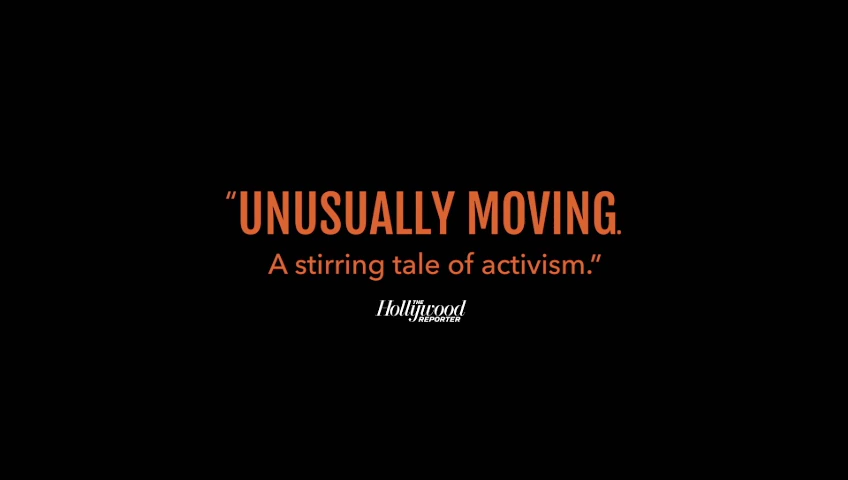 “UNUSUALLY MOVING.
A stirring tale of activism.”
THE
Hollywood
REPORTER